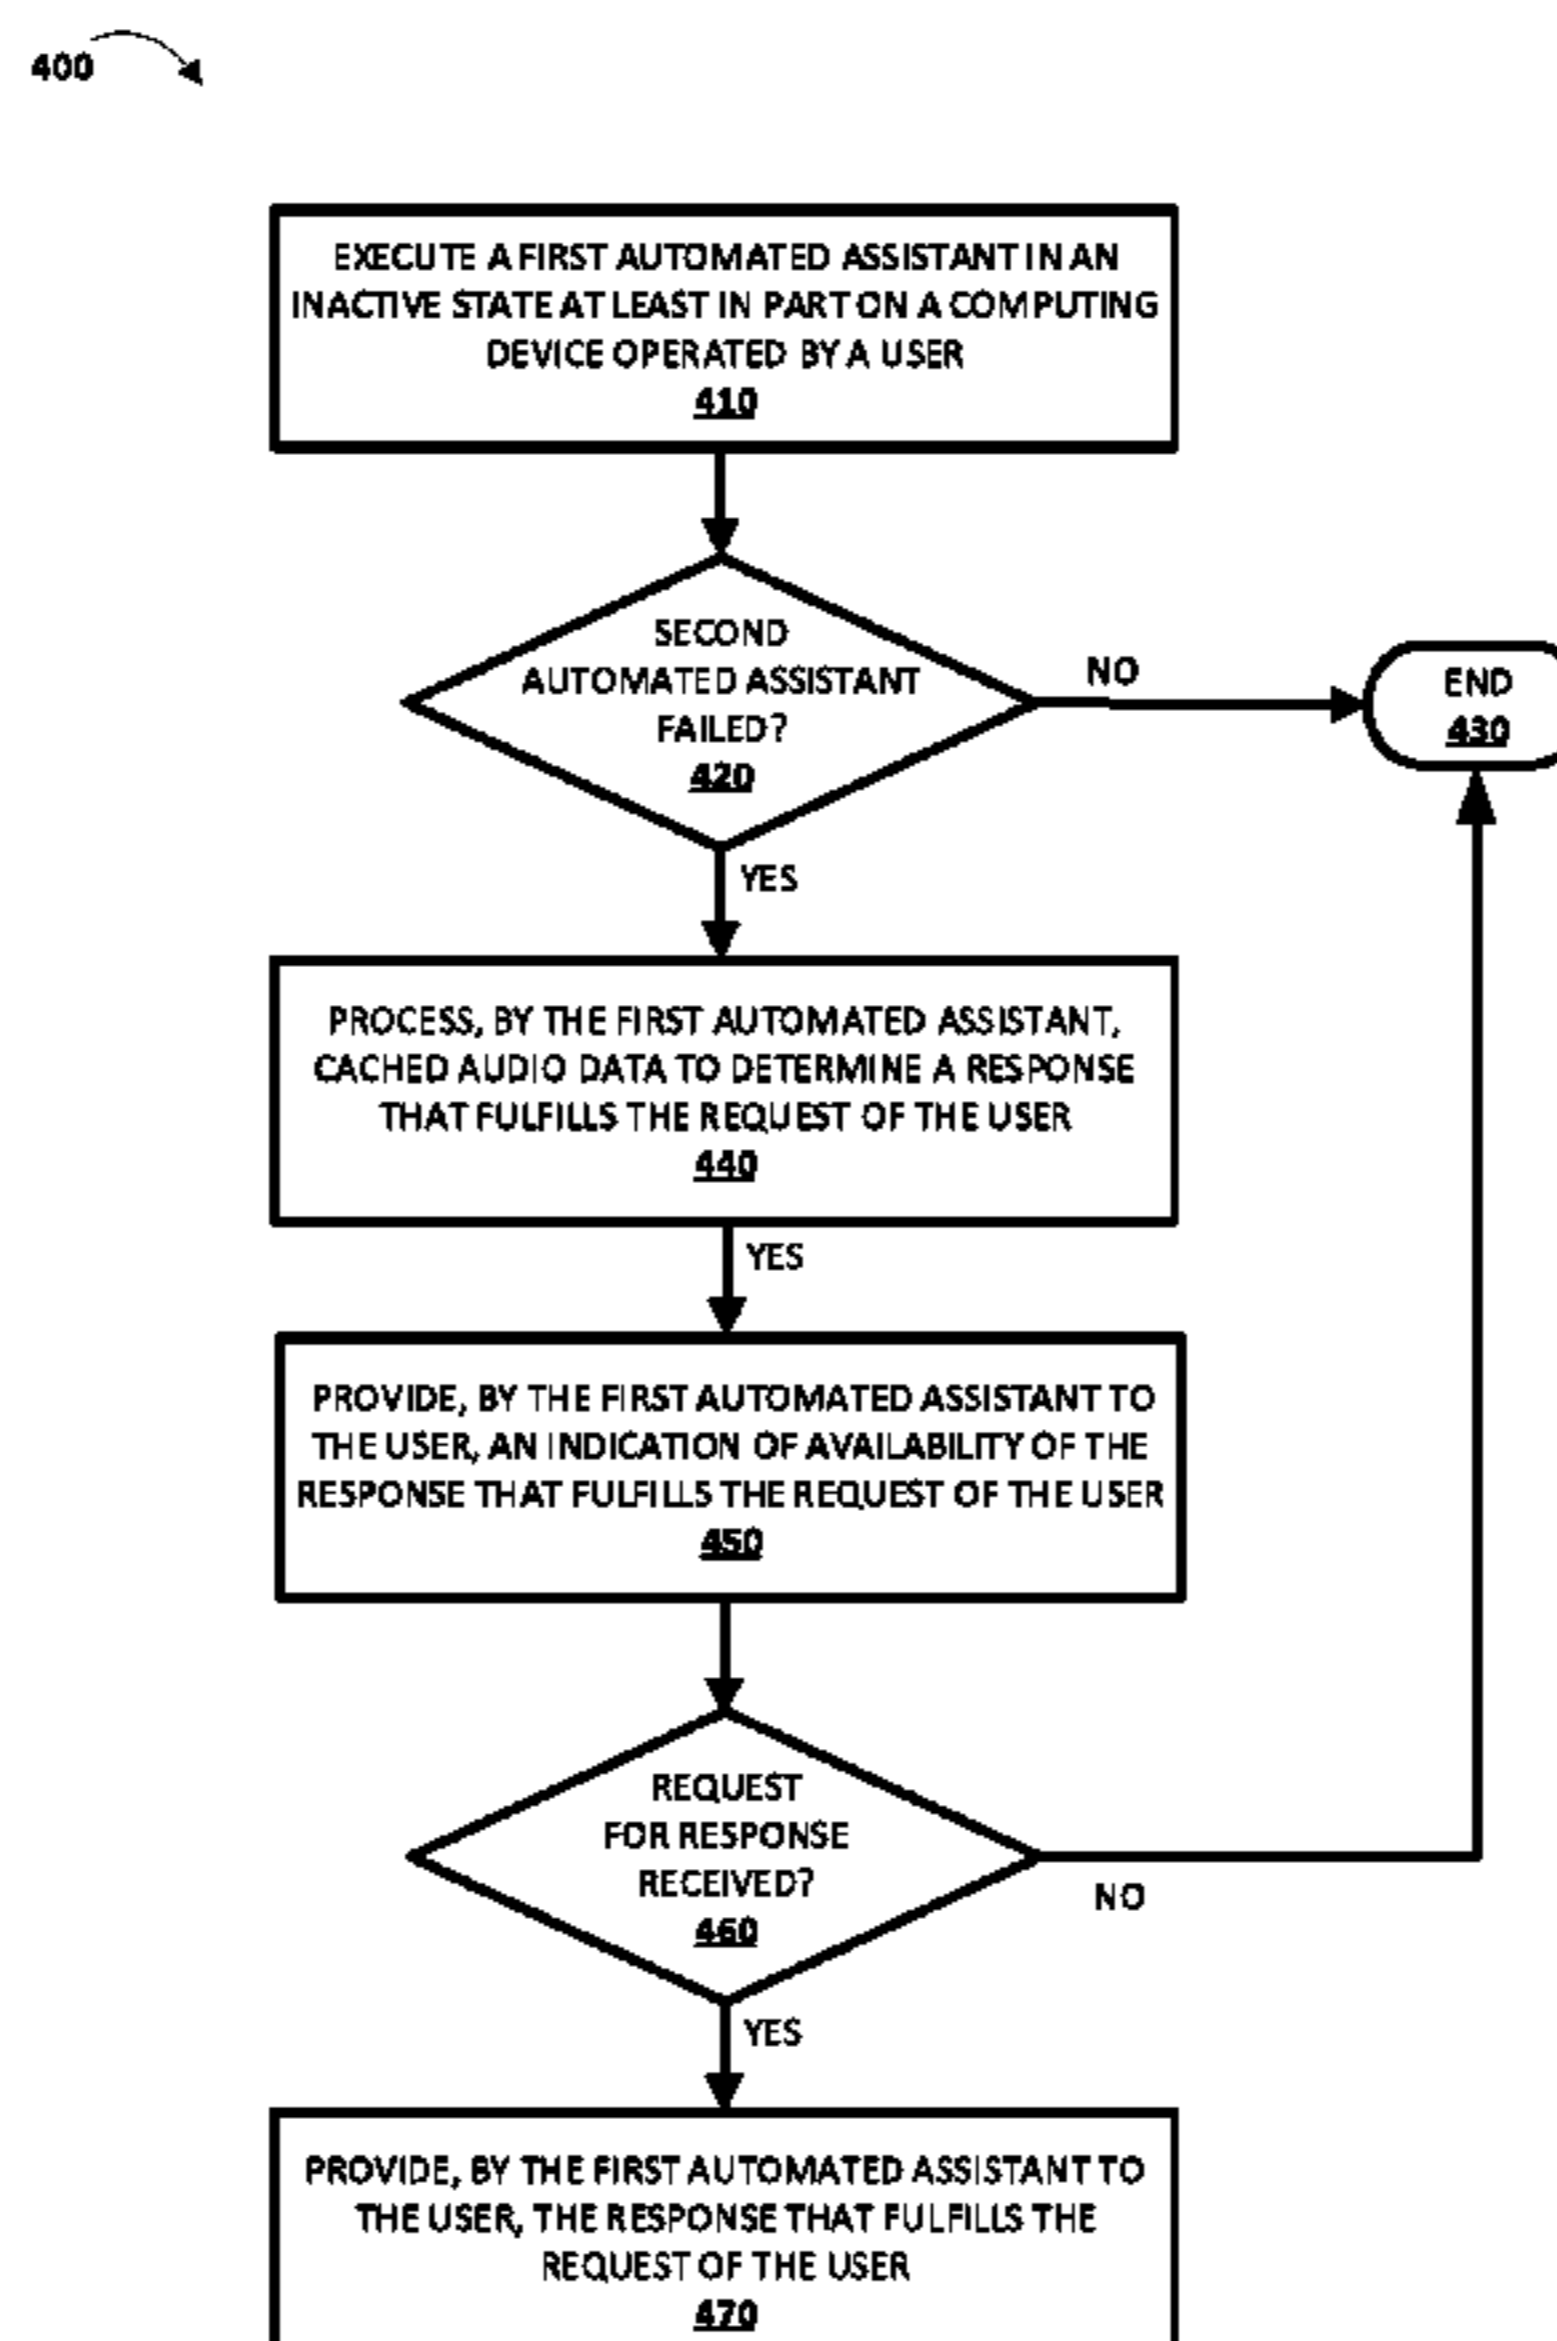 400
EXECUTE A FIRST AUTOMATED ASSISTANT IN AN
INACTIVE STATE AT LEAST IN PART ON A COMPUTING
DEVICE OPERATED BY A USER
410
SECOND
AUTOMATED ASSISTANT
FAILED?
420
NO
END
430
YES
PROCESS, BY THE FIRST AUTOMATED ASSISTANT,
CACHED AUDIO DATA TO DETERMINE A RESPONSE
THAT FULFILLS THE REQUEST OF THE USER
440
YES
PROVIDE, BY THE FIRST AUTOMATED ASSISTANT TO
THE USER, AN INDICATION OF AVAILABILITY OF THE
RESPONSE THAT FULFILLS THE REQUEST OF THE USER
450
REQUEST
FOR RESPONSE
RECEIVED?
460
NO
YES
PROVIDE, BY THE FIRST AUTOMATED ASSISTANT TO
THE USER, THE RESPONSE THAT FULFILLS THE
REQUEST OF THE USER
470